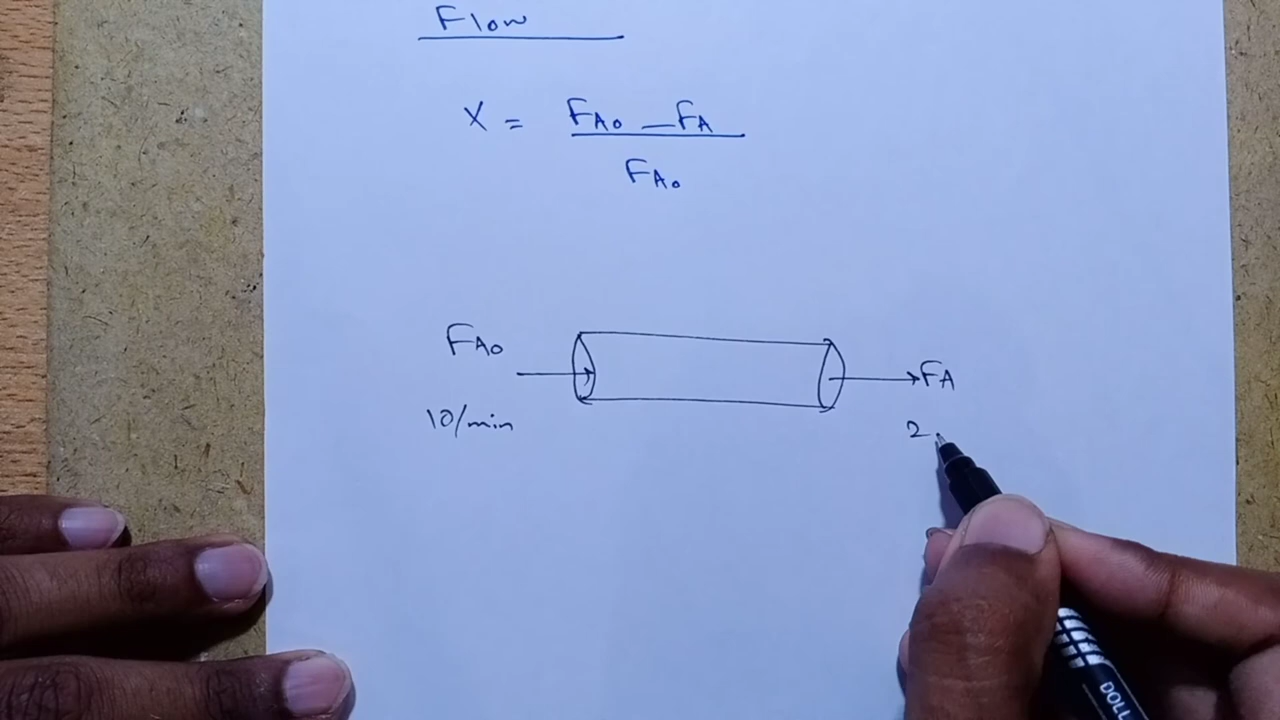 Flow
X = FA₀ — FA
FA₀
FA₀
FA
10/min
2
DOLL